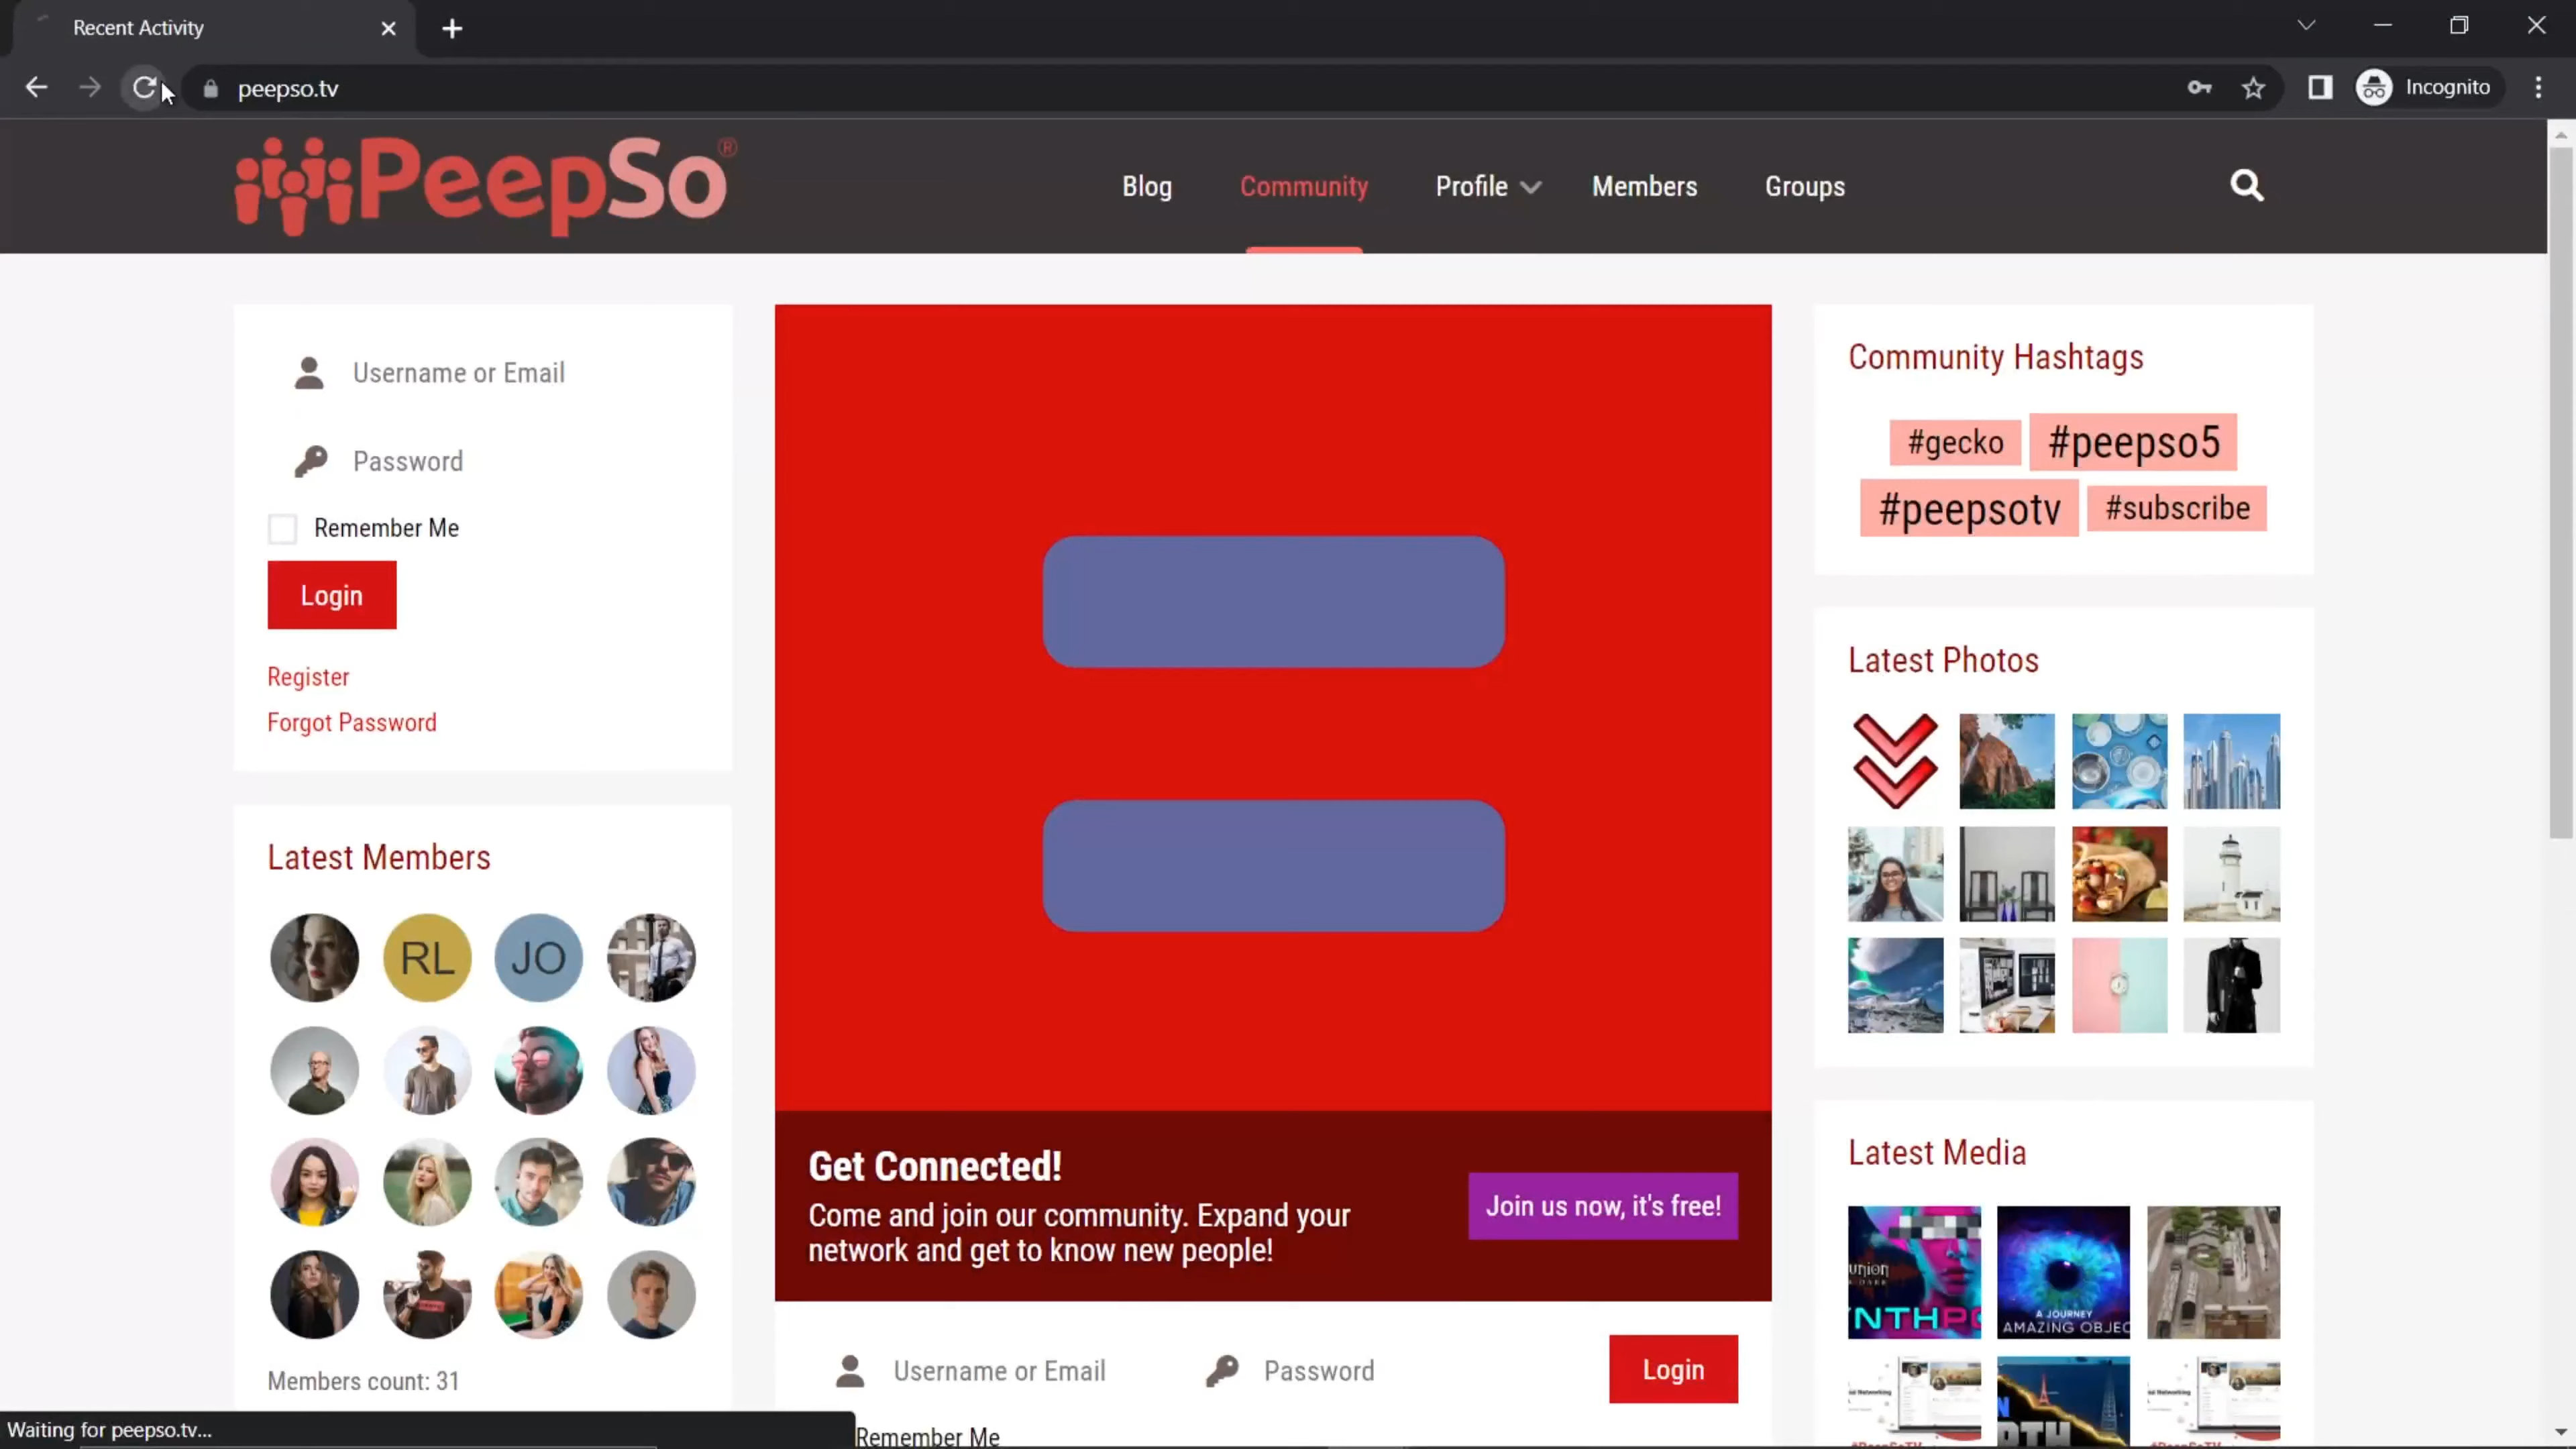 Recent Activity
peepso.tv
Incognito
PeepSo®
Blog
Community
Profile
Members
Groups
Username or Email
Password
Remember Me
Login
Register
Forgot Password
Latest Members
RL
JO
Members count: 31
Get Connected!
Come and join our community. Expand your
network and get to know new people!
Join us now, it's free!
Username or Email
Password
Login
Remember Me
Community Hashtags
#gecko
#peepso5
#peepsotv
#subscribe
Latest Photos
Latest Media
A JOURNEY
Waiting for peepso.tv...